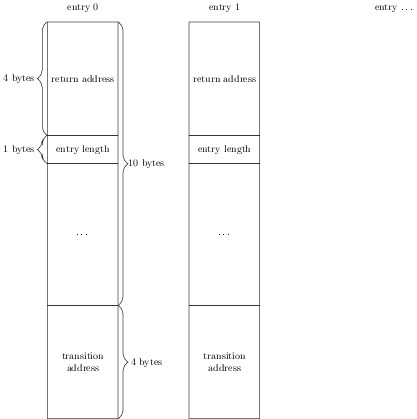 entry 0
entry 1
entry ...
4 bytes
return address
return address
1 bytes
entry length
entry length
10 bytes
...
...
transition
address
4 bytes
transition
address